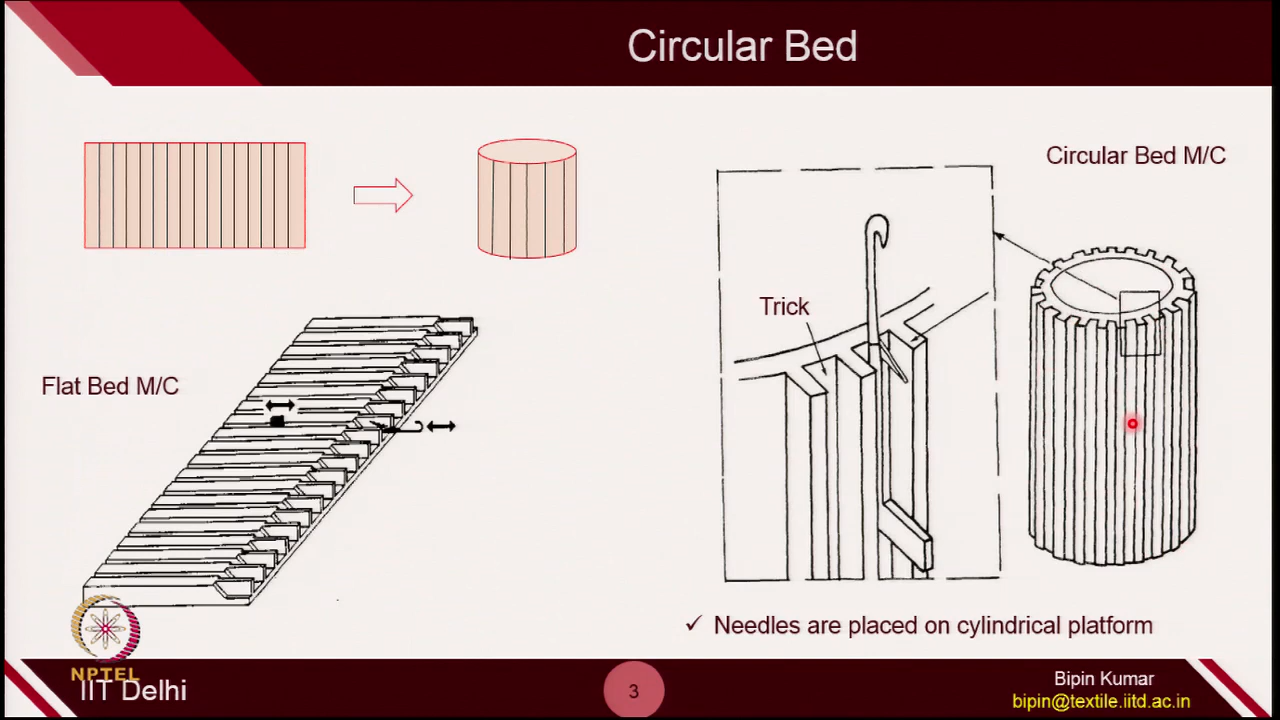 Circular Bed
Circular Bed M/C
Trick
Flat Bed M/C
✓ Needles are placed on cylindrical platform
NPTEL
IIT Delhi
3
Bipin Kumar
bipin@textile.iitd.ac.in